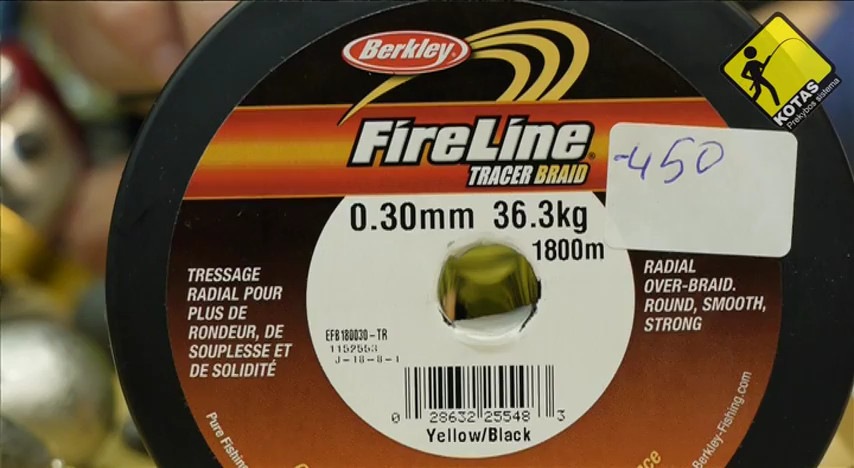 Berkley
KOTAS
Prekybos sistema
FireLine®
TRACER BRAID
-450
0.30mm 36.3kg
1800m
TRESSAGE
RADIAL POUR
PLUS DE
RONDEUR, DE
SOUPLESSE ET
DE SOLIDITÉ
RADIAL
OVER-BRAID.
ROUND, SMOOTH,
STRONG
EFB180030-TR
1152553
J-18-8-1
0 28632 25548 3
Yellow/Black
Pure Fishing
Berkley-Fishing.com